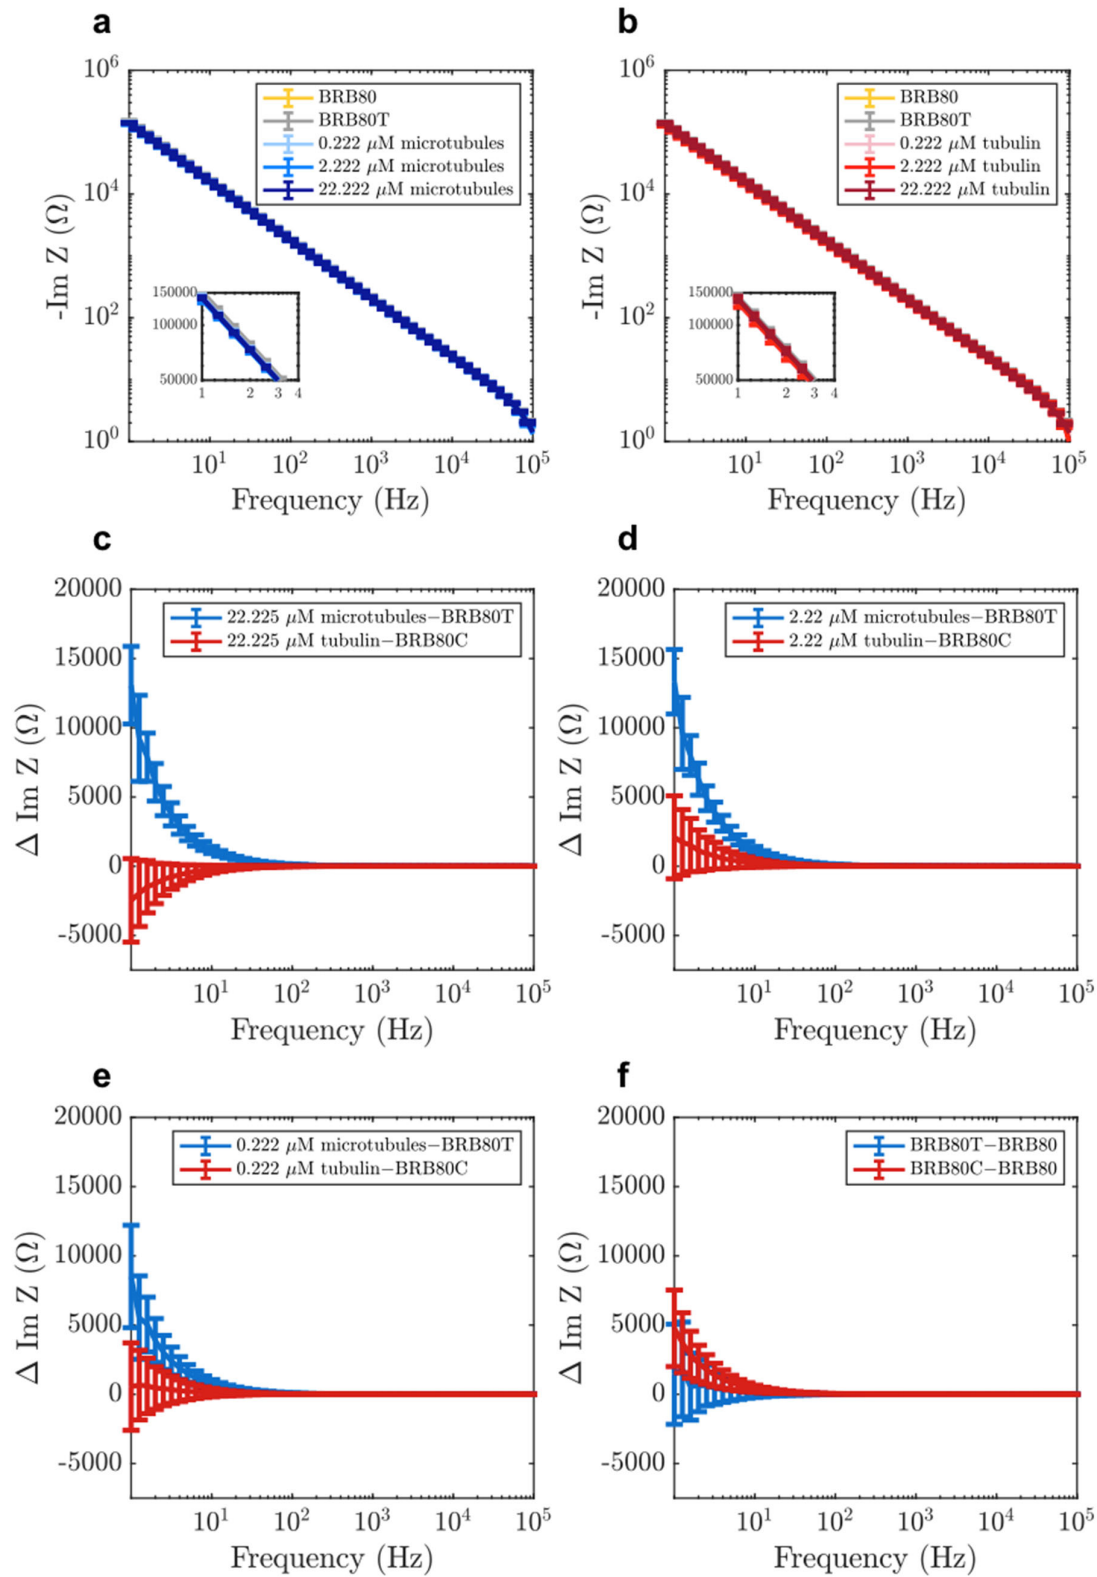 a
10^6
10^4
10^2
10^0
-Im Z (Ω)
BRB80
BRB80T
0.222 μM microtubules
2.222 μM microtubules
22.222 μM microtubules
150000
100000
50000
1 2 3 4
10^1 10^2 10^3 10^4 10^5
Frequency (Hz)
b
10^6
10^4
10^2
10^0
-Im Z (Ω)
BRB80
BRB80T
0.222 μM tubulin
2.222 μM tubulin
22.222 μM tubulin
150000
100000
50000
1 2 3 4
10^1 10^2 10^3 10^4 10^5
Frequency (Hz)
c
20000
15000
10000
5000
0
-5000
Δ Im Z (Ω)
22.225 μM microtubules−BRB80T
22.225 μM tubulin−BRB80C
10^1 10^2 10^3 10^4 10^5
Frequency (Hz)
d
20000
15000
10000
5000
0
-5000
Δ Im Z (Ω)
2.22 μM microtubules−BRB80T
2.22 μM tubulin−BRB80C
10^1 10^2 10^3 10^4 10^5
Frequency (Hz)
e
20000
15000
10000
5000
0
-5000
Δ Im Z (Ω)
0.222 μM microtubules−BRB80T
0.222 μM tubulin−BRB80C
10^1 10^2 10^3 10^4 10^5
Frequency (Hz)
f
20000
15000
10000
5000
0
-5000
Δ Im Z (Ω)
BRB80T−BRB80
BRB80C−BRB80
10^1 10^2 10^3 10^4 10^5
Frequency (Hz)